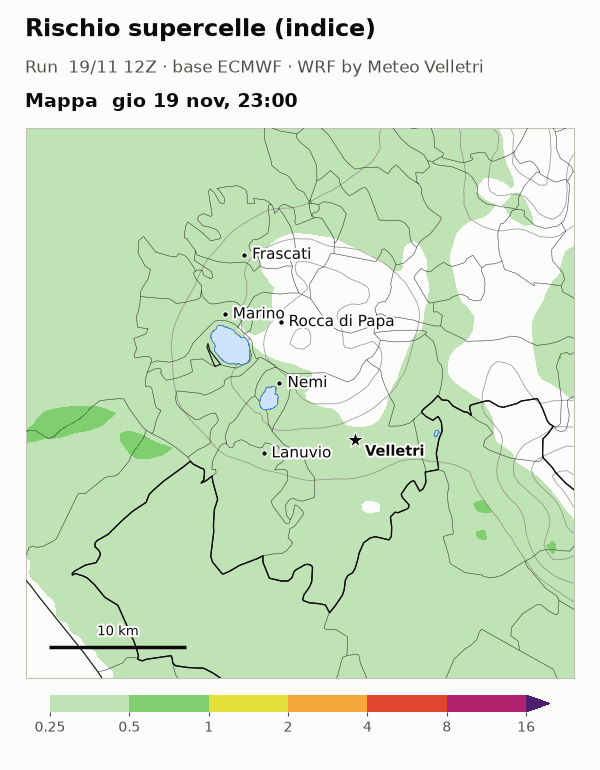 Rischio supercelle (indice)
Run  19/11 12Z · base ECMWF · WRF by Meteo Velletri
Mappa  gio 19 nov, 23:00
Frascati
Marino
Rocca di Papa
Nemi
Velletri
Lanuvio
10 km
0.25 0.5 1 2 4 8 16